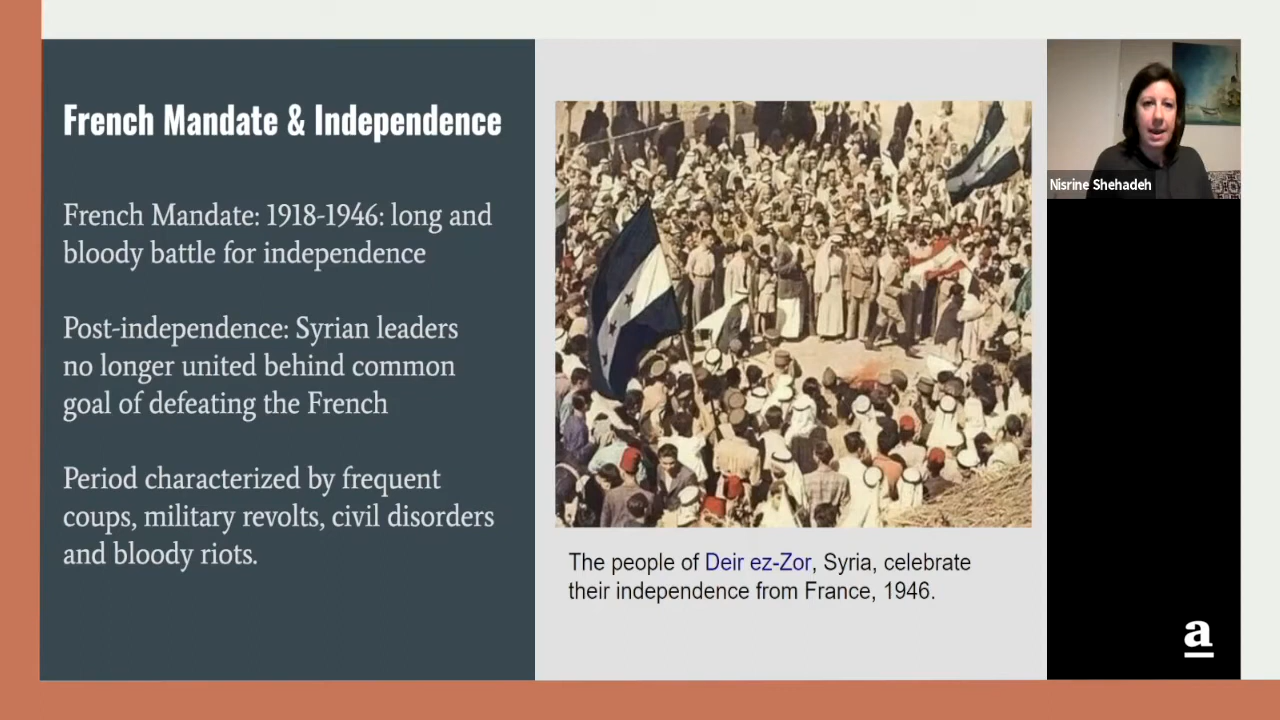 French Mandate & Independence
French Mandate: 1918-1946: long and
bloody battle for independence
Post-independence: Syrian leaders
no longer united behind common
goal of defeating the French
Period characterized by frequent
coups, military revolts, civil disorders
and bloody riots.
The people of Deir ez-Zor, Syria, celebrate
their independence from France, 1946.
Nisrine Shehadeh
a